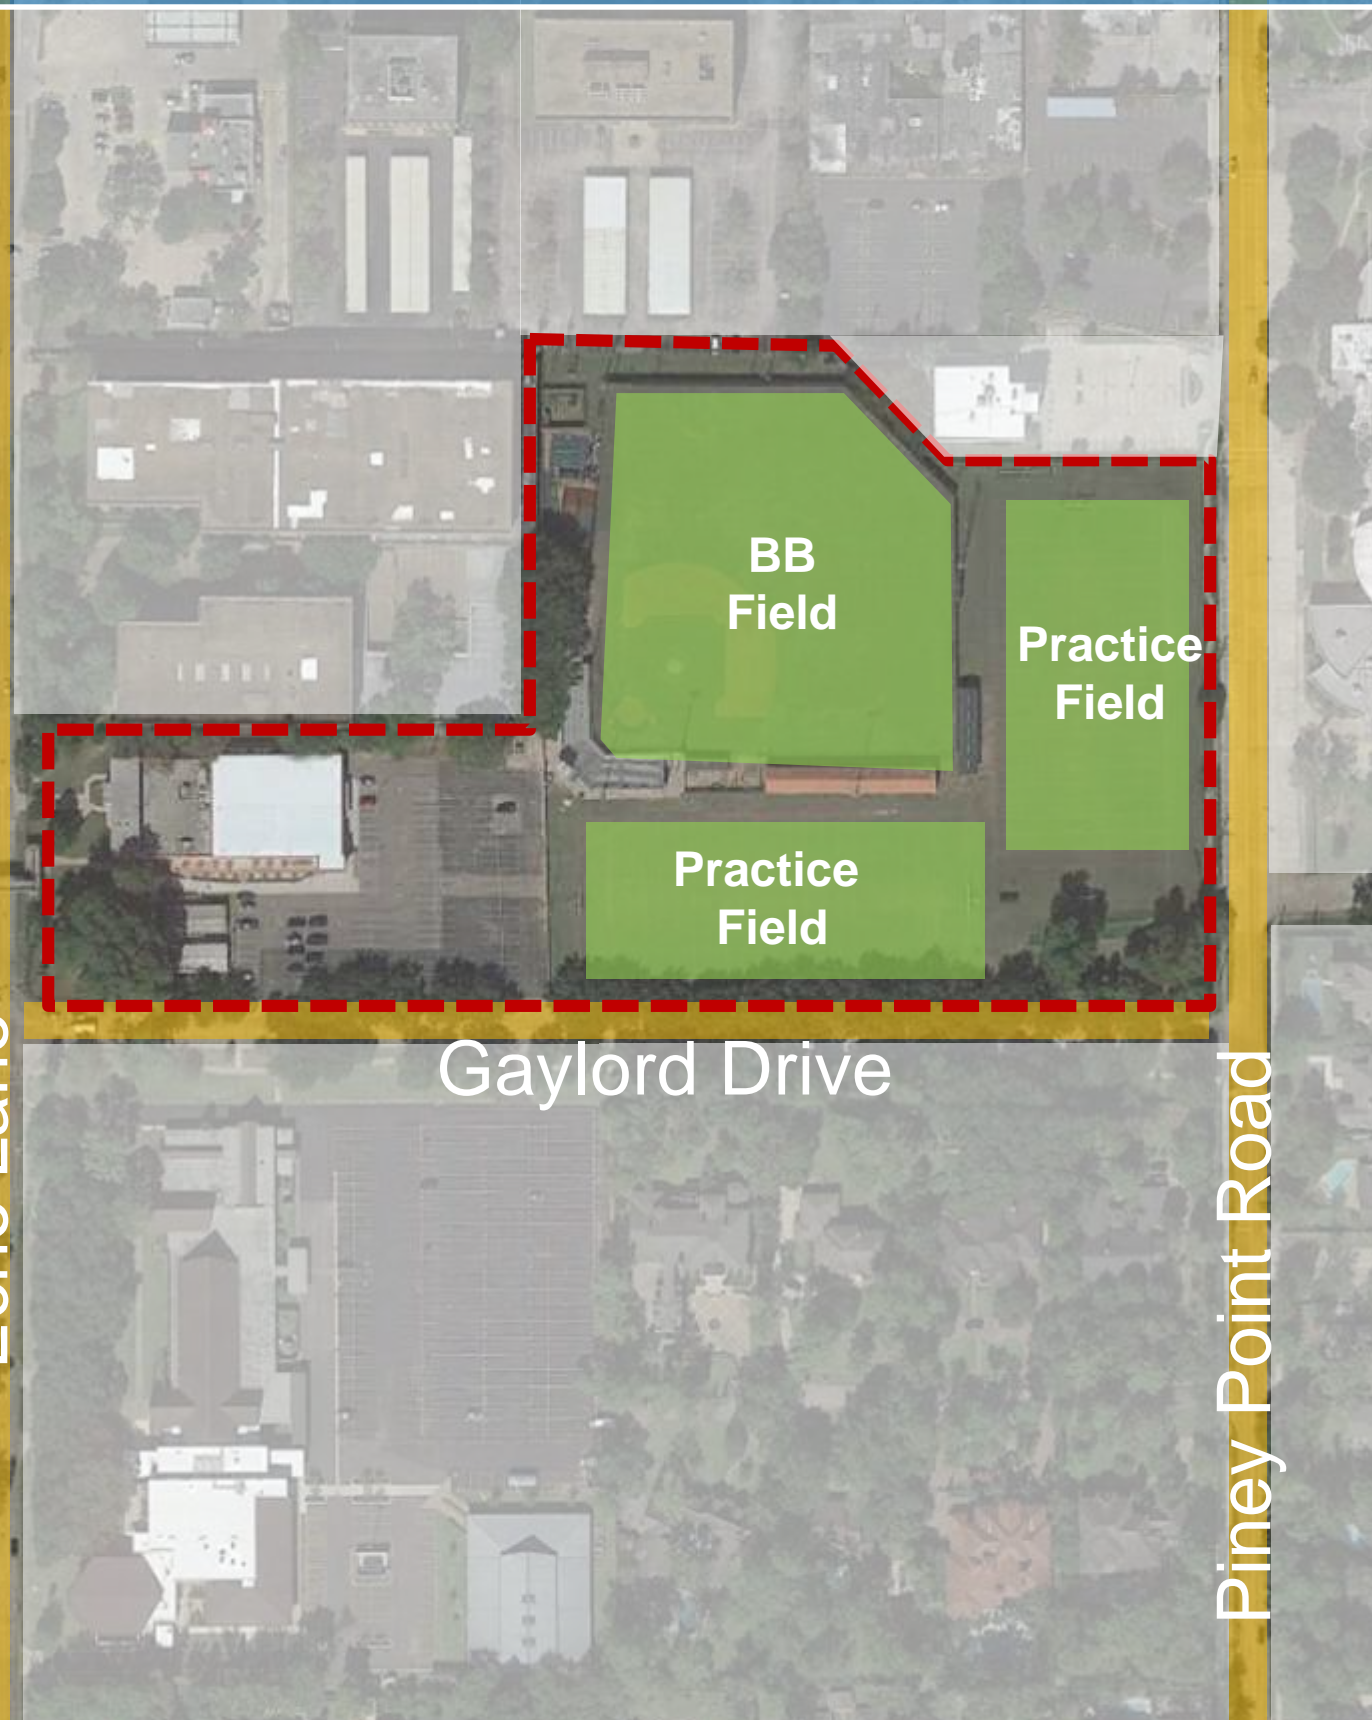 BB
Field
Practice
Field
Practice
Field
Gaylord Drive
Piney Point Road